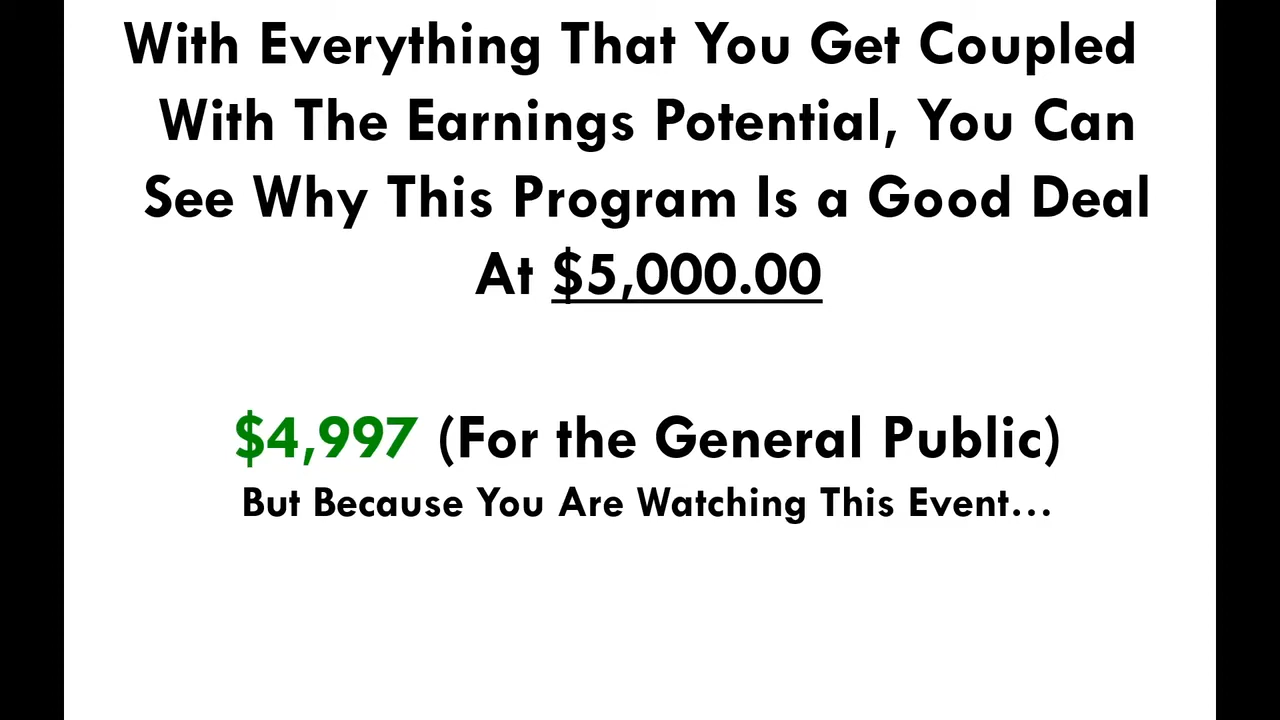 With Everything That You Get Coupled
With The Earnings Potential, You Can
See Why This Program Is a Good Deal
At $5,000.00
$4,997 (For the General Public)
But Because You Are Watching This Event...